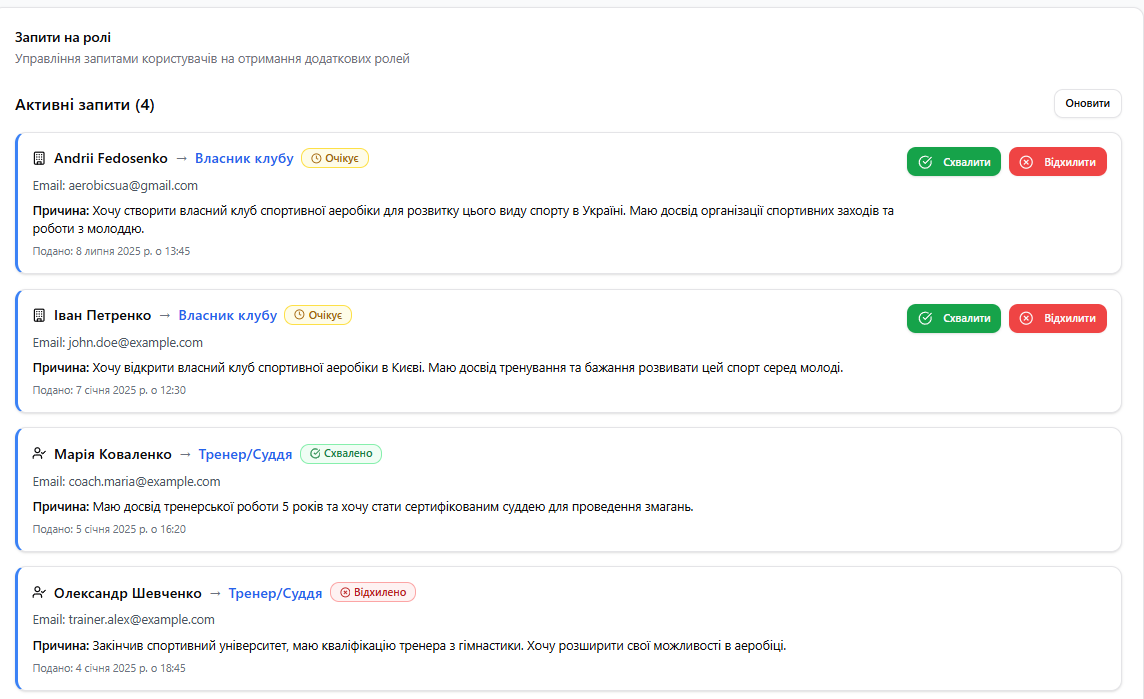 Запити на ролі
Управління запитами користувачів на отримання додаткових ролей
Активні запити (4)
Оновити
Andrii Fedosenko → Власник клубу Очікує
Схвалити Відхилити
Email: aerobicsua@gmail.com
Причина: Хочу створити власний клуб спортивної аеробіки для розвитку цього виду спорту в Україні. Маю досвід організації спортивних заходів та
роботи з молоддю.
Подано: 8 липня 2025 р. о 13:45
Іван Петренко → Власник клубу Очікує
Схвалити Відхилити
Email: john.doe@example.com
Причина: Хочу відкрити власний клуб спортивної аеробіки в Києві. Маю досвід тренування та бажання розвивати цей спорт серед молоді.
Подано: 7 січня 2025 р. о 12:30
Марія Коваленко → Тренер/Суддя Схвалено
Email: coach.maria@example.com
Причина: Маю досвід тренерської роботи 5 років та хочу стати сертифікованим суддею для проведення змагань.
Подано: 5 січня 2025 р. о 16:20
Олександр Шевченко → Тренер/Суддя Відхилено
Email: trainer.alex@example.com
Причина: Закінчив спортивний університет, маю кваліфікацію тренера з гімнастики. Хочу розширити свої можливості в аеробіці.
Подано: 4 січня 2025 р. о 18:45